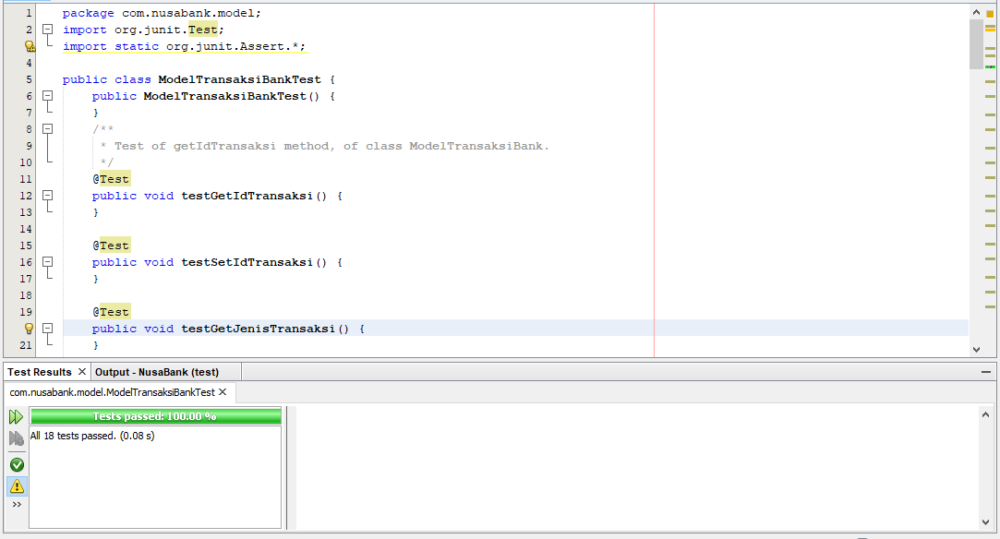 1 package com.nusabank.model;
2 import org.junit.Test;
import static org.junit.Assert.*;
4
5 public class ModelTransaksiBankTest {
6 public ModelTransaksiBankTest() {
7 }
8 /**
9 * Test of getIdTransaksi method, of class ModelTransaksiBank.
10 */
11 @Test
12 public void testGetIdTransaksi() {
13 }
14
15 @Test
16 public void testSetIdTransaksi() {
17 }
18
19 @Test
public void testGetJenisTransaksi() {
21 }
Test Results × Output - NusaBank (test)
com.nusabank.model.ModelTransaksiBankTest ×
Tests passed: 100.00 %
All 18 tests passed. (0.08 s)